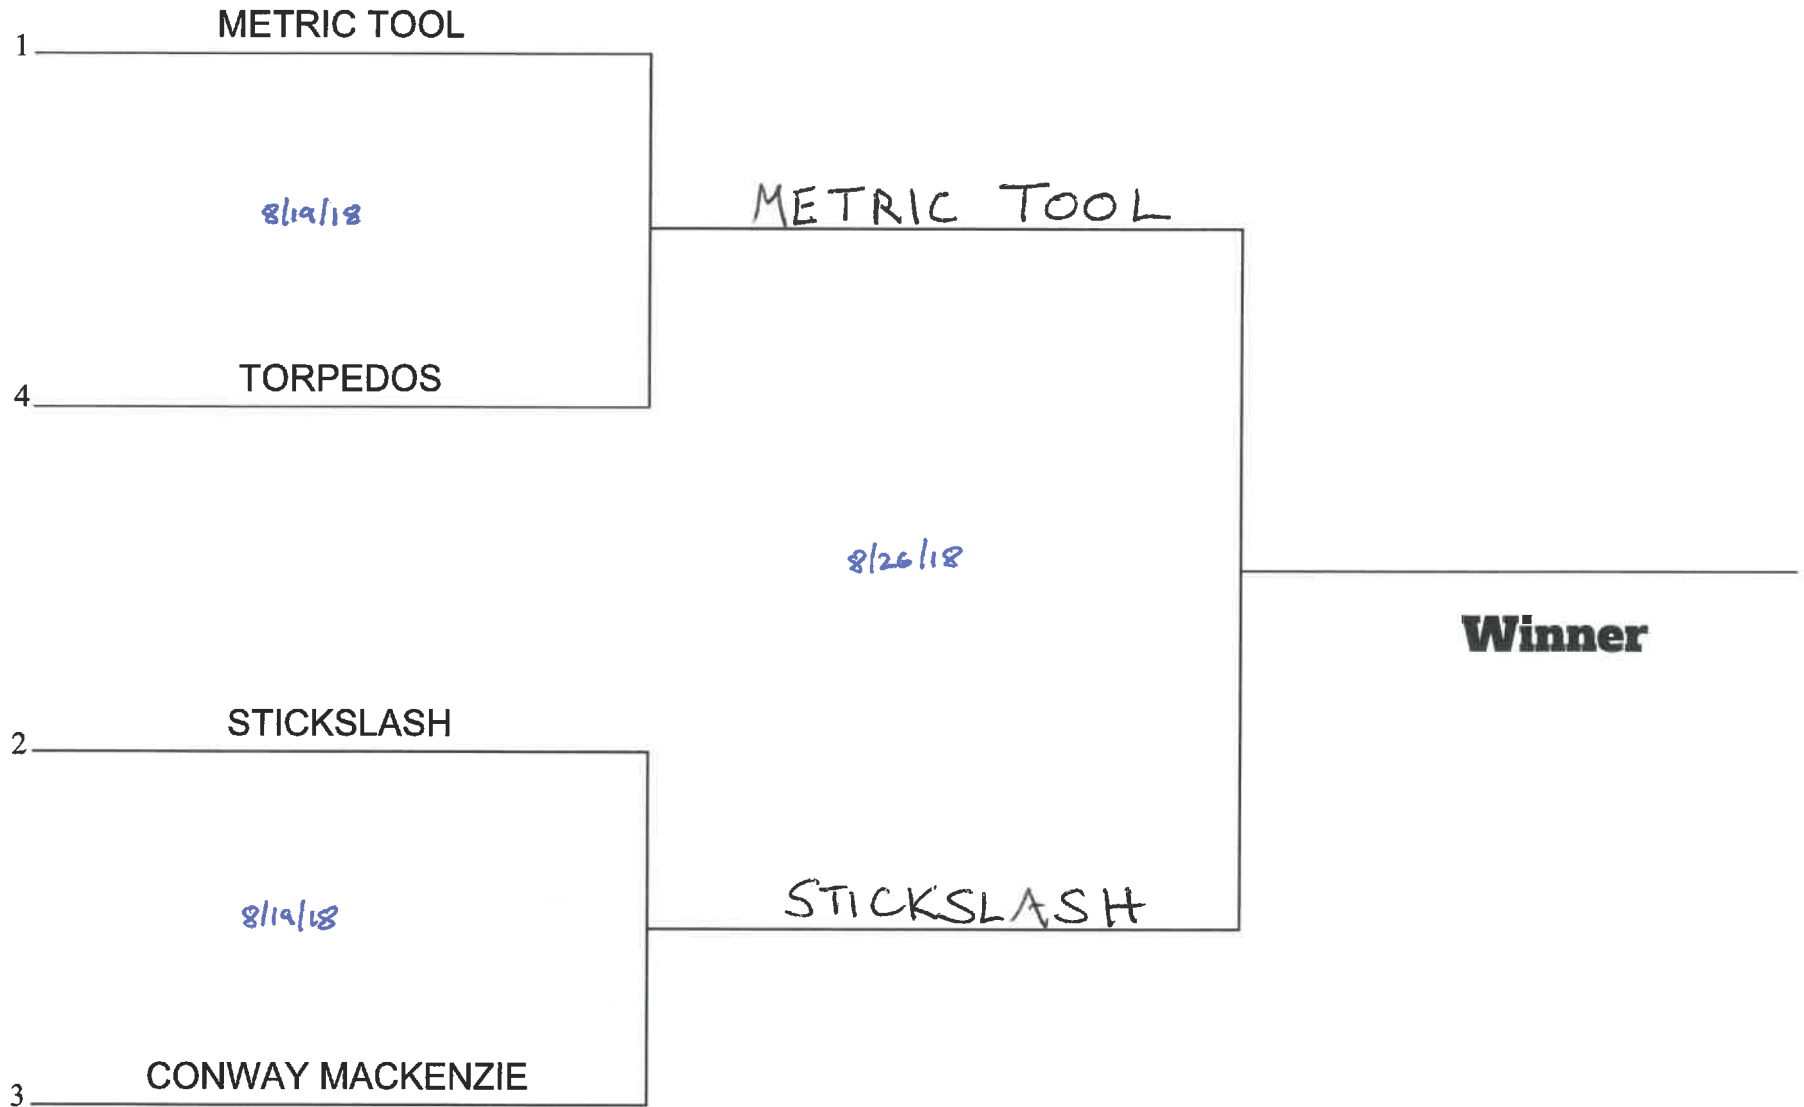 METRIC TOOL
1
8/19/18
METRIC TOOL
TORPEDOS
4
8/26/18
Winner
STICKSLASH
2
STICKSLASH
8/19/18
CONWAY MACKENZIE
3